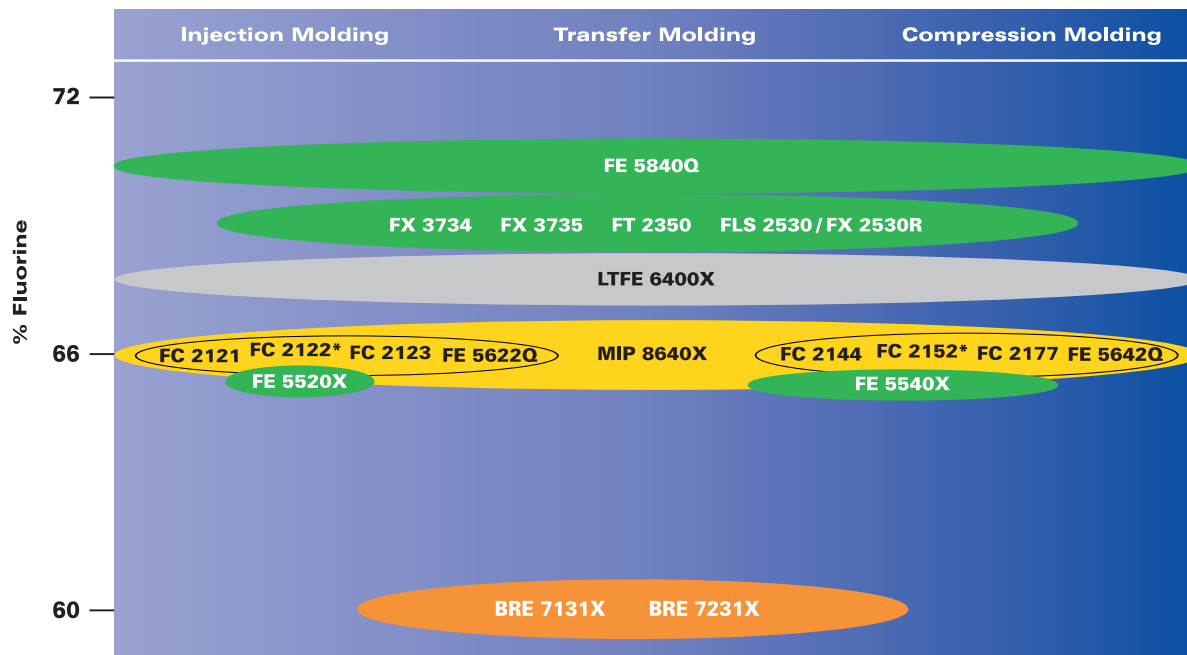 Injection Molding Transfer Molding Compression Molding
72
FE 5840Q
FX 3734 FX 3735 FT 2350 FLS 2530/FX 2530R
% Fluorine
LTFE 6400X
66
FC 2121 FC 2122* FC 2123 FE 5622Q MIP 8640X FC 2144 FC 2152* FC 2177 FE 5642Q
FE 5520X FE 5540X
60
BRE 7131X BRE 7231X